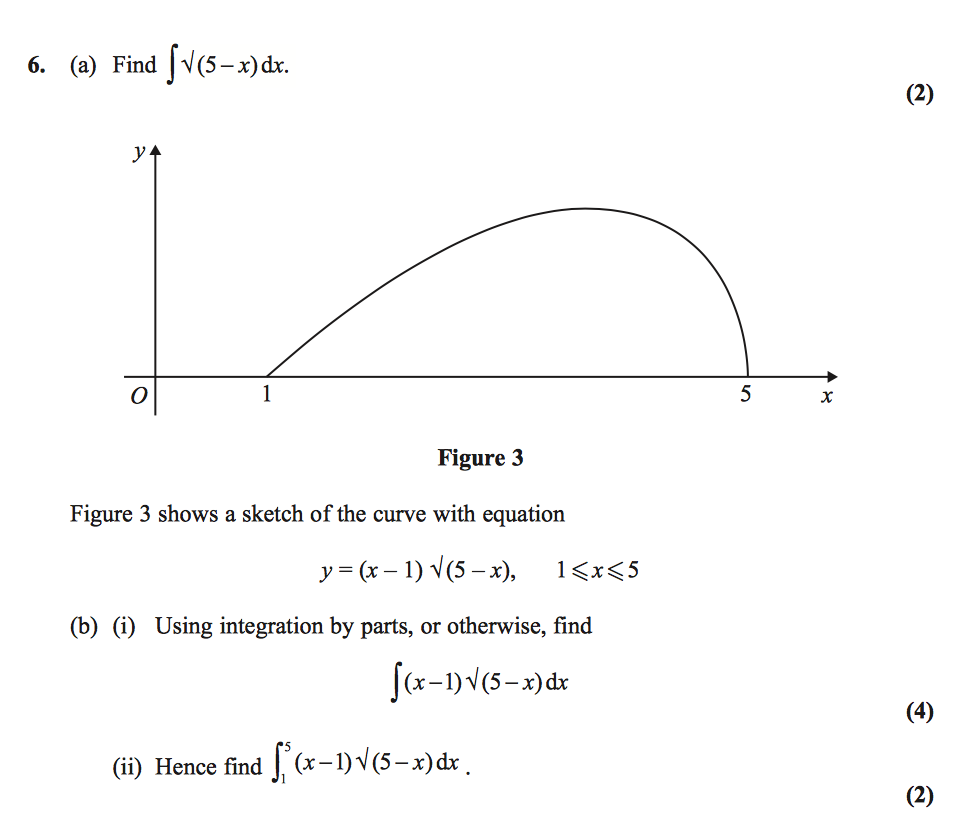 6. (a) Find ∫√(5−x) dx.
(2)
y
O
1
5
x
Figure 3
Figure 3 shows a sketch of the curve with equation
y = (x − 1) √(5 − x), 1 ⩽ x ⩽ 5
(b) (i) Using integration by parts, or otherwise, find
∫(x−1)√(5−x) dx
(4)
(ii) Hence find ∫₁⁵ (x−1)√(5−x) dx .
(2)